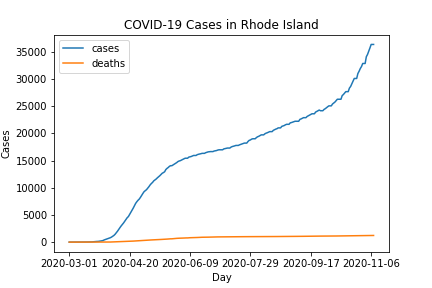 COVID-19 Cases in Rhode Island
cases
deaths
35000
30000
25000
20000
15000
10000
5000
0
Cases
2020-03-01 2020-04-20 2020-06-09 2020-07-29 2020-09-17 2020-11-06
Day